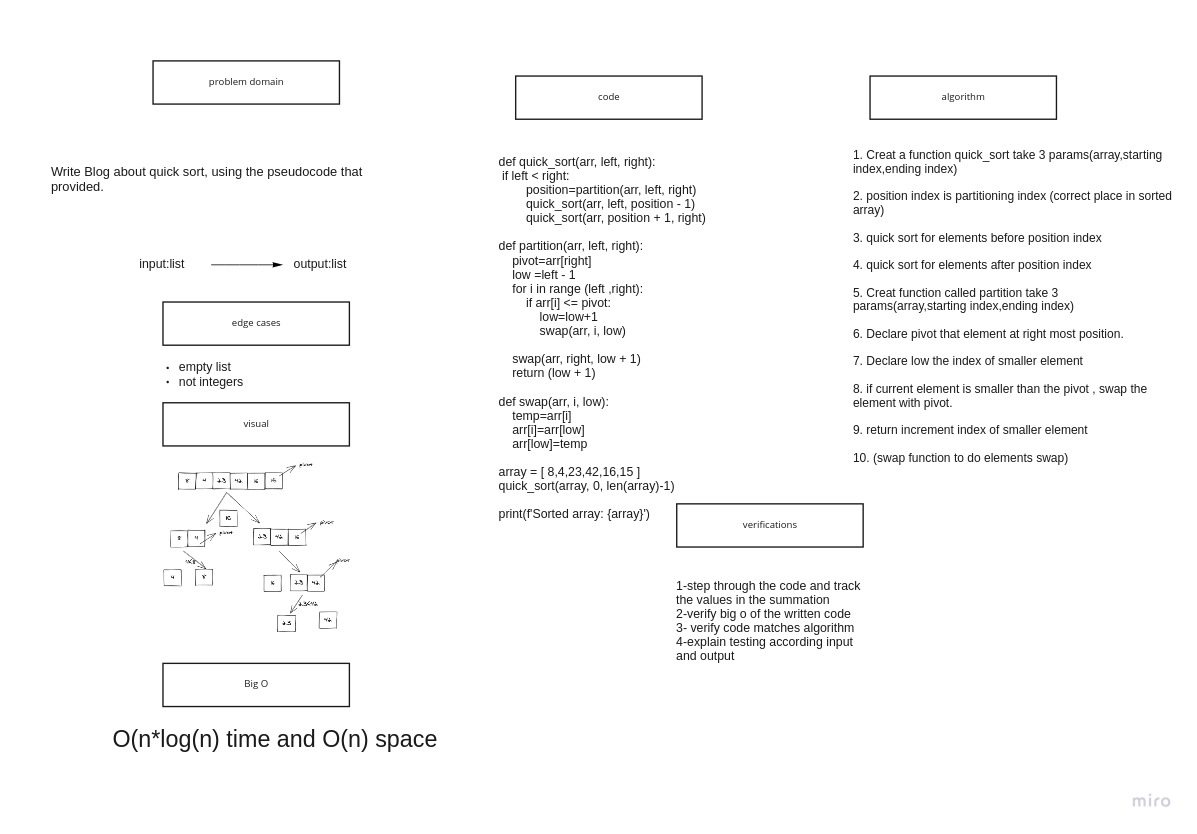 problem domain
Write Blog about quick sort, using the pseudocode that
provided.
input:list
output:list
edge cases
• empty list
• not integers
visual
8 4 23 42 16 15
pivot
8 4
pivot
23 42 16
pivot
4 8
16
23 42
pivot
23<42
23
42
Big O
O(n*log(n) time and O(n) space
code
def quick_sort(arr, left, right):
if left < right:
position=partition(arr, left, right)
quick_sort(arr, left, position - 1)
quick_sort(arr, position + 1, right)
def partition(arr, left, right):
pivot=arr[right]
low =left - 1
for i in range (left ,right):
if arr[i] <= pivot:
low=low+1
swap(arr, i, low)
swap(arr, right, low + 1)
return (low + 1)
def swap(arr, i, low):
temp=arr[i]
arr[i]=arr[low]
arr[low]=temp
array = [ 8,4,23,42,16,15 ]
quick_sort(array, 0, len(array)-1)
print(f'Sorted array: {array}')
verifications
1-step through the code and track
the values in the summation
2-verify big o of the written code
3- verify code matches algorithm
4-explain testing according input
and output
algorithm
1. Creat a function quick_sort take 3 params(array,starting
index,ending index)
2. position index is partitioning index (correct place in sorted
array)
3. quick sort for elements before position index
4. quick sort for elements after position index
5. Creat function called partition take 3
params(array,starting index,ending index)
6. Declare pivot that element at right most position.
7. Declare low the index of smaller element
8. if current element is smaller than the pivot , swap the
element with pivot.
9. return increment index of smaller element
10. (swap function to do elements swap)
miro